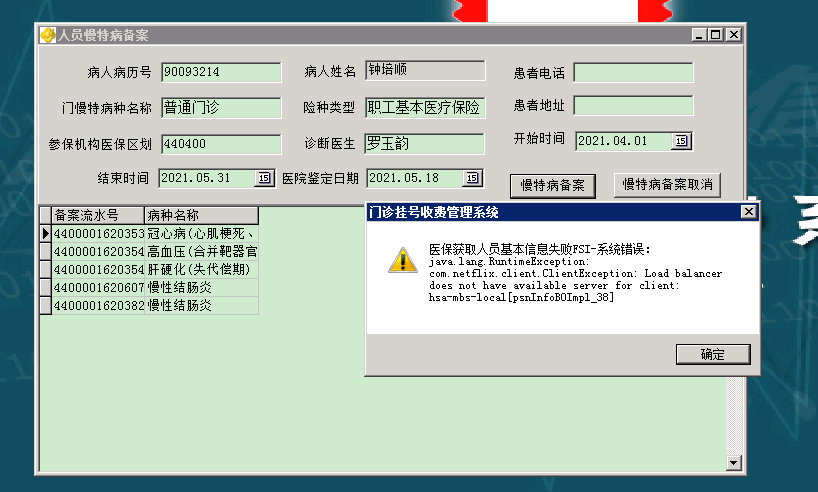 人员慢特病备案
病人病历号 90093214 病人姓名 钟培顺 患者电话
门慢特病种名称 普通门诊 险种类型 职工基本医疗保险 患者地址
参保机构医保区划 440400 诊断医生 罗玉韵 开始时间 2021.04.01 15
结束时间 2021.05.31 15 医院鉴定日期 2021.05.18 15 慢特病备案 慢特病备案取消
备案流水号 病种名称
4400001620353 冠心病(心肌梗死、
4400001620354 高血压(合并靶器官
4400001620354 肝硬化(失代偿期)
4400001620607 慢性结肠炎
4400001620382 慢性结肠炎
门诊挂号收费管理系统
医保获取人员基本信息失败FSI-系统错误:
java.lang.RuntimeException:
com.netflix.client.ClientException: Load balancer
does not have available server for client:
hsa-mbs-local[psnInfoBOImpl_38]
确定